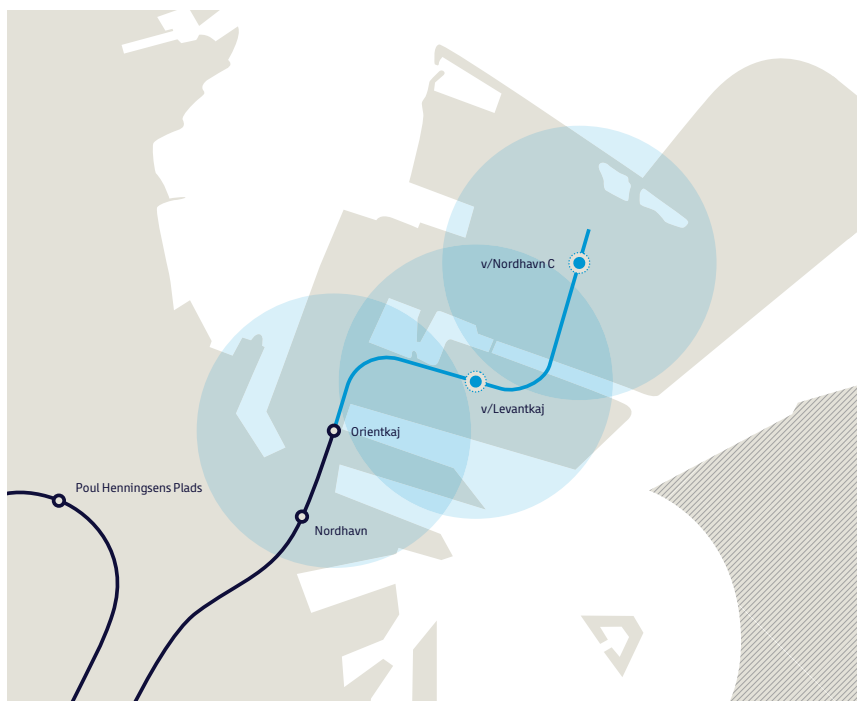 v/Nordhavn C
v/Levantkaj
Orientkaj
Poul Henningsens Plads
Nordhavn